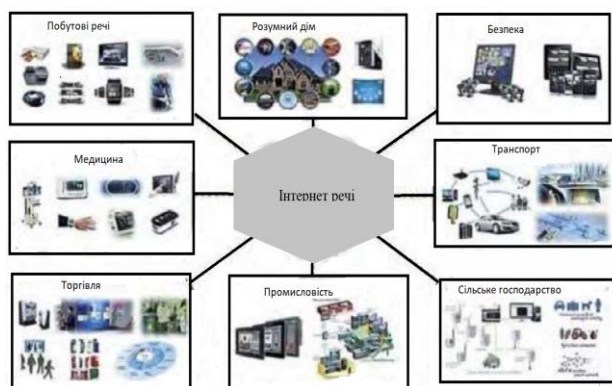 Побутові речі
Розумний дім
Безпека
Медицина
Інтернет речі
Транспорт
Торгівля
Промисловість
Сільське господарство